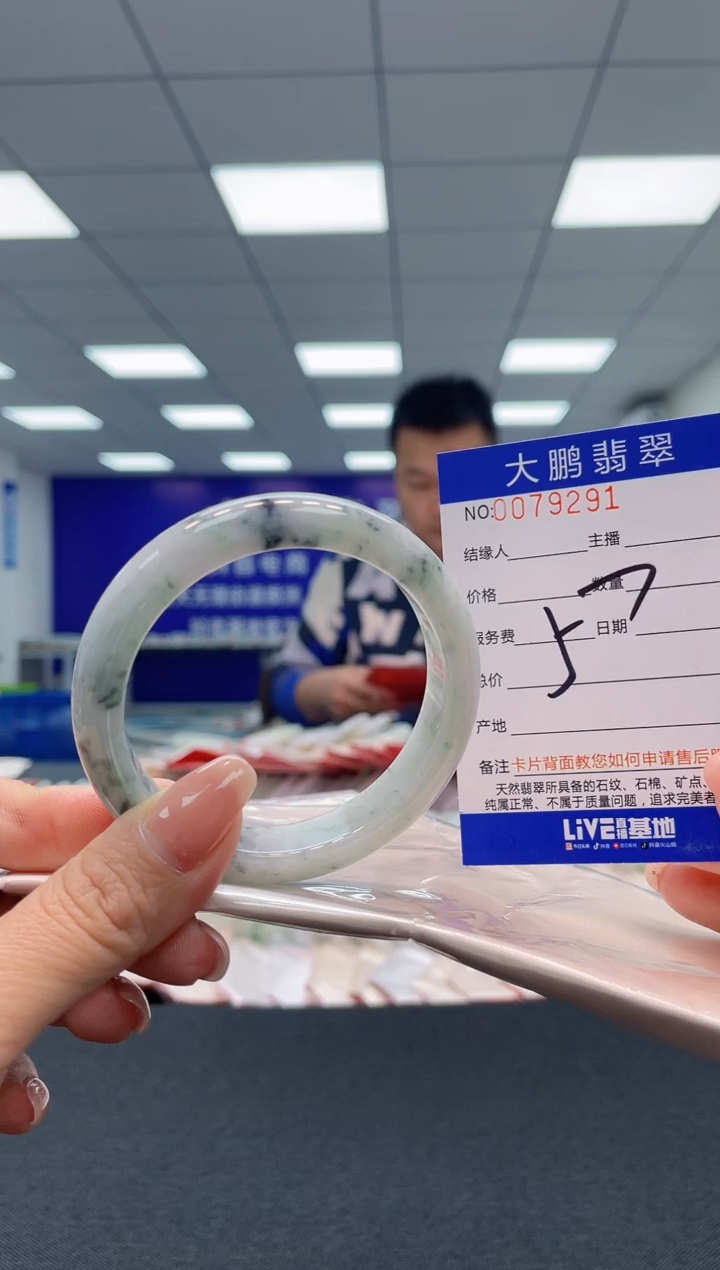 大鹏翡翠
NO:0079291
结缘人 主播
价格 数量
服务费 日期
总价
57
产地
备注 卡片背面教您如何申请售后
天然翡翠所具备的石纹、石棉、矿点、
纯属正常、不属于质量问题，追求完美者
LiVE直播基地